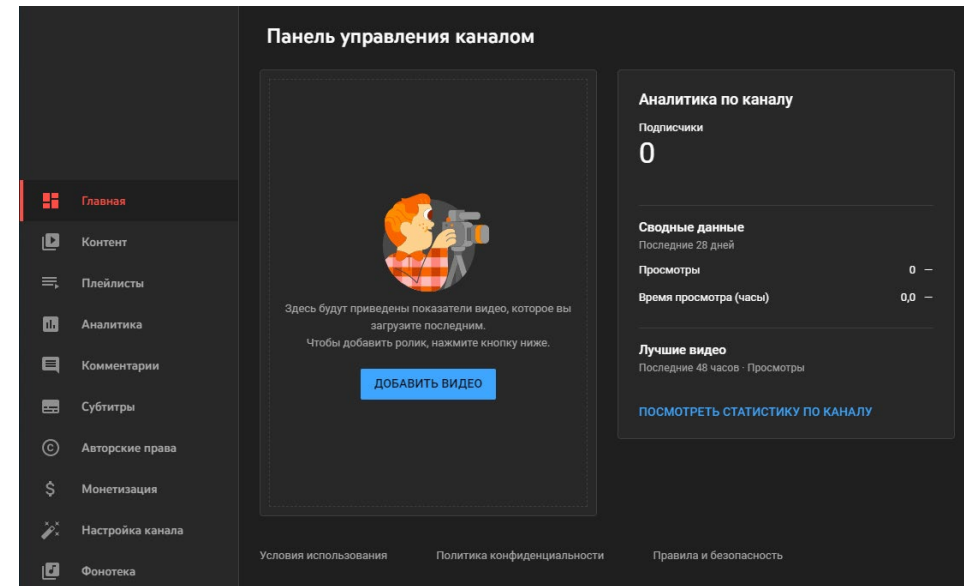 Панель управления каналом
Главная
Контент
Плейлисты
Аналитика
Комментарии
Субтитры
Авторские права
Монетизация
Настройка канала
Фонотека
Здесь будут приведены показатели видео, которое вы
загрузите последним.
Чтобы добавить ролик, нажмите кнопку ниже.
ДОБАВИТЬ ВИДЕО
Аналитика по каналу
Подписчики
0
Сводные данные
Последние 28 дней
Просмотры 0 —
Время просмотра (часы) 0,0 —
Лучшие видео
Последние 48 часов · Просмотры
ПОСМОТРЕТЬ СТАТИСТИКУ ПО КАНАЛУ
Условия использования Политика конфиденциальности Правила и безопасность